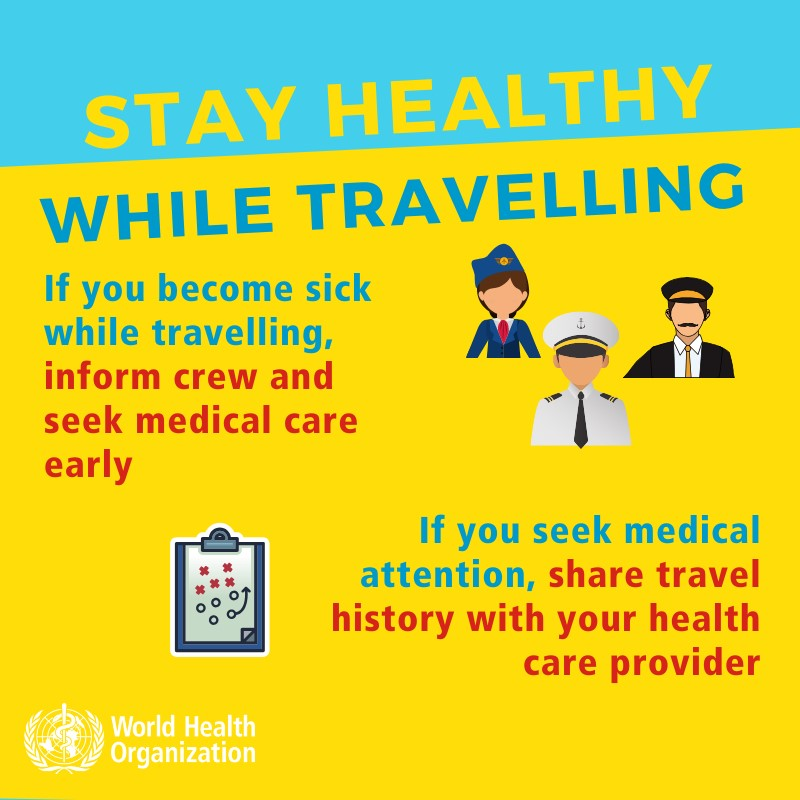 STAY HEALTHY
WHILE TRAVELLING
If you become sick
while travelling,
inform crew and
seek medical care
early
If you seek medical
attention, share travel
history with your health
care provider
World Health
Organization